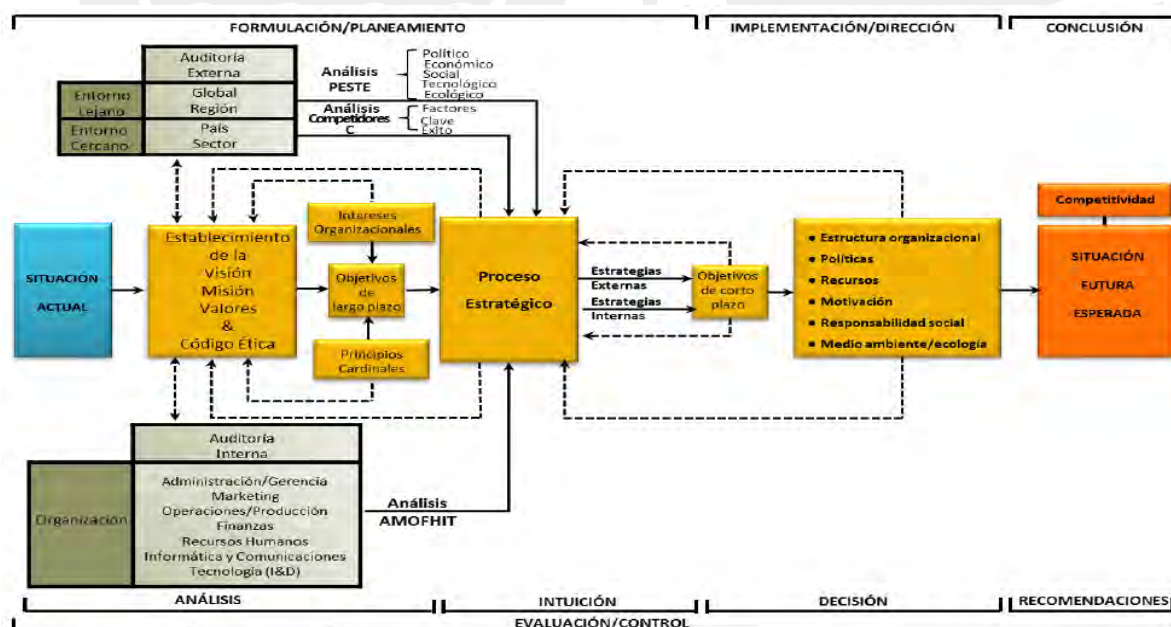 FORMULACIÓN/PLANEAMIENTO
IMPLEMENTACIÓN/DIRECCIÓN
CONCLUSIÓN
Auditoría
Externa
Entorno
Lejano
Global
Región
Entorno
Cercano
País
Sector
Análisis
PESTE
Político
Económico
Social
Tecnológico
Ecológico
Análisis
Competidores
C
Factores
Clave
Éxito
SITUACIÓN
ACTUAL
Establecimiento
de la
Visión
Misión
Valores
&
Código Ética
Intereses
Organizacionales
Objetivos
de
largo plazo
Principios
Cardinales
Proceso
Estratégico
Estrategias
Externas
Estrategias
Internas
Objetivos
de corto
plazo
• Estructura organizacional
• Políticas
• Recursos
• Motivación
• Responsabilidad social
• Medio ambiente/ecología
Competitividad
SITUACIÓN
FUTURA
ESPERADA
Auditoría
Interna
Organización
Administración/Gerencia
Marketing
Operaciones/Producción
Finanzas
Recursos Humanos
Informática y Comunicaciones
Tecnología (I&D)
Análisis
AMOFHIT
ANÁLISIS
INTUICIÓN
DECISIÓN
RECOMENDACIONES
EVALUACIÓN/CONTROL